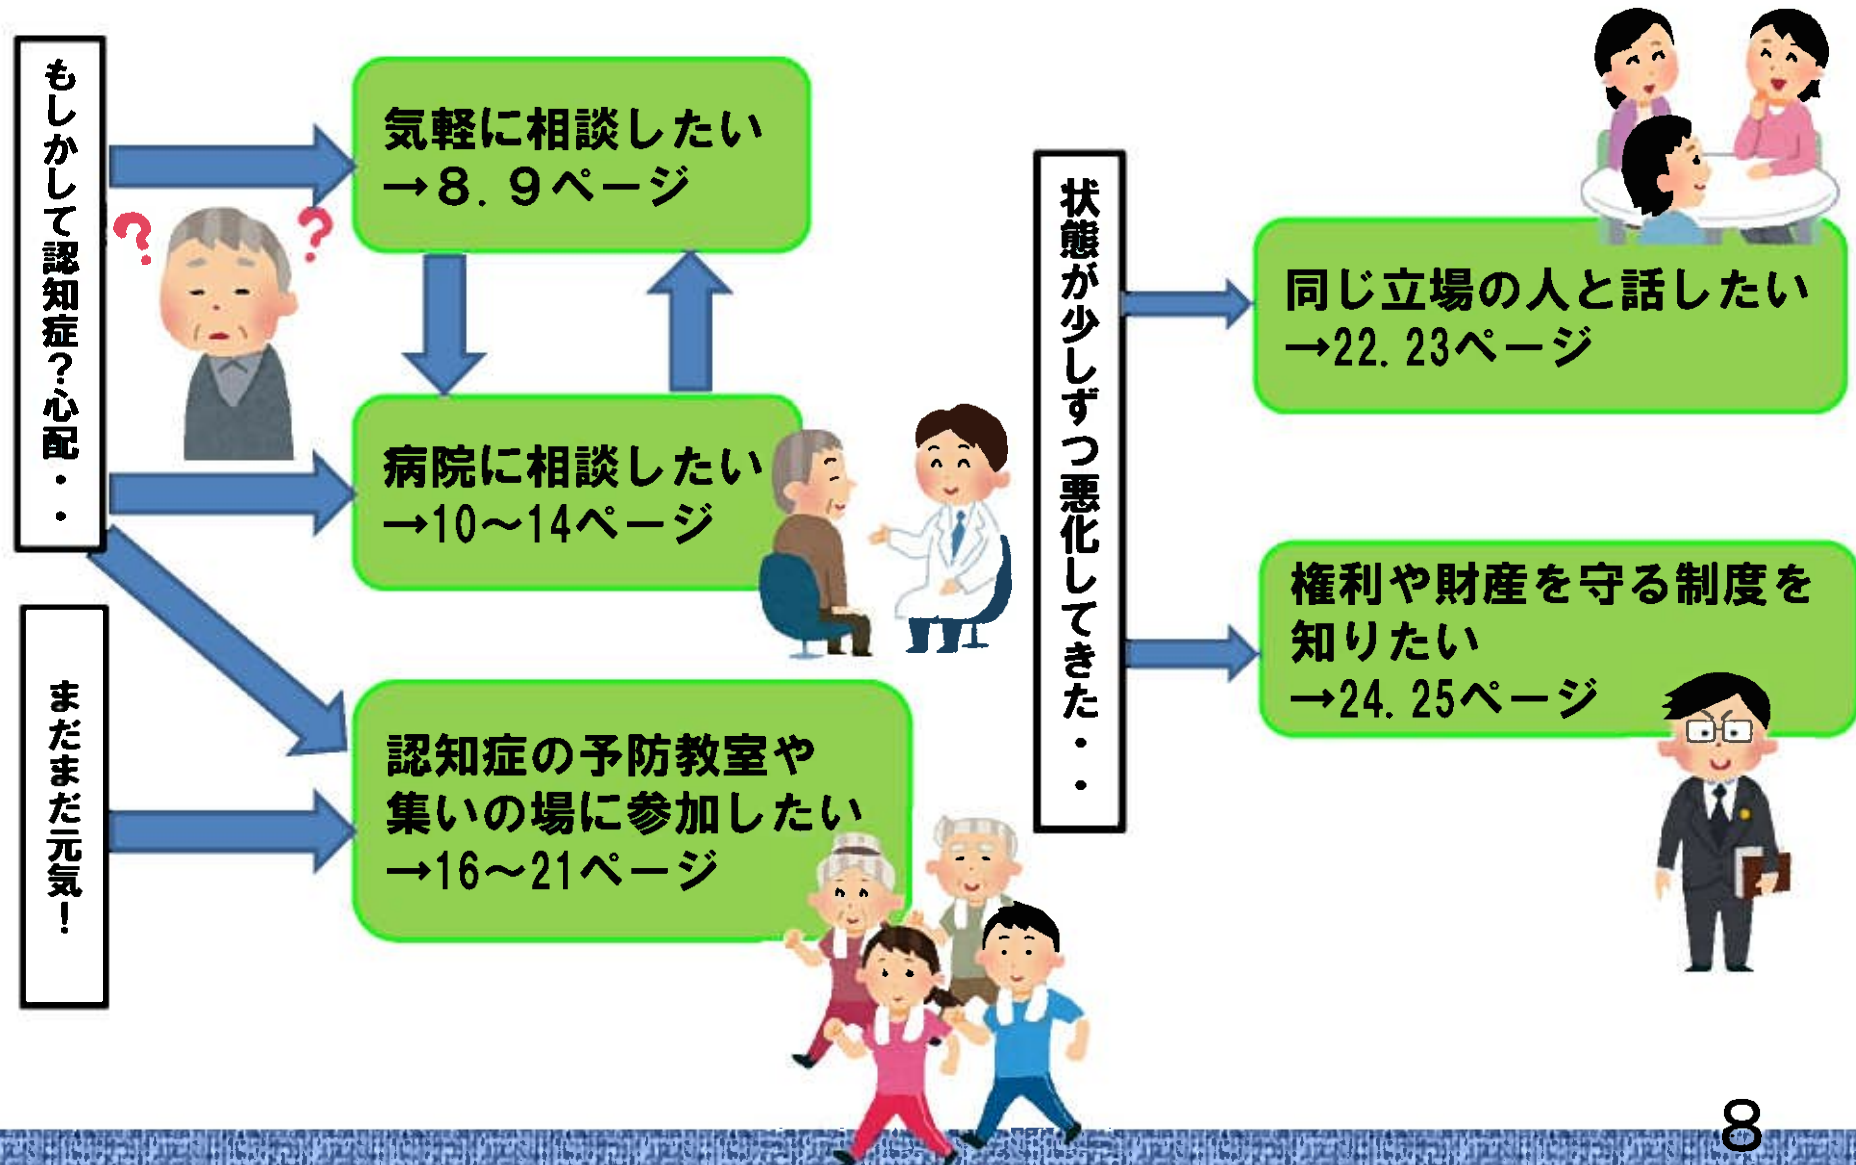 もしかして認知症？心配・・
気軽に相談したい
→８．９ページ
病院に相談したい
→10～14ページ
まだまだ元気！
認知症の予防教室や
集いの場に参加したい
→16～21ページ
状態が少しずつ悪化してきた・・
同じ立場の人と話したい
→22．23ページ
権利や財産を守る制度を
知りたい
→24．25ページ
8